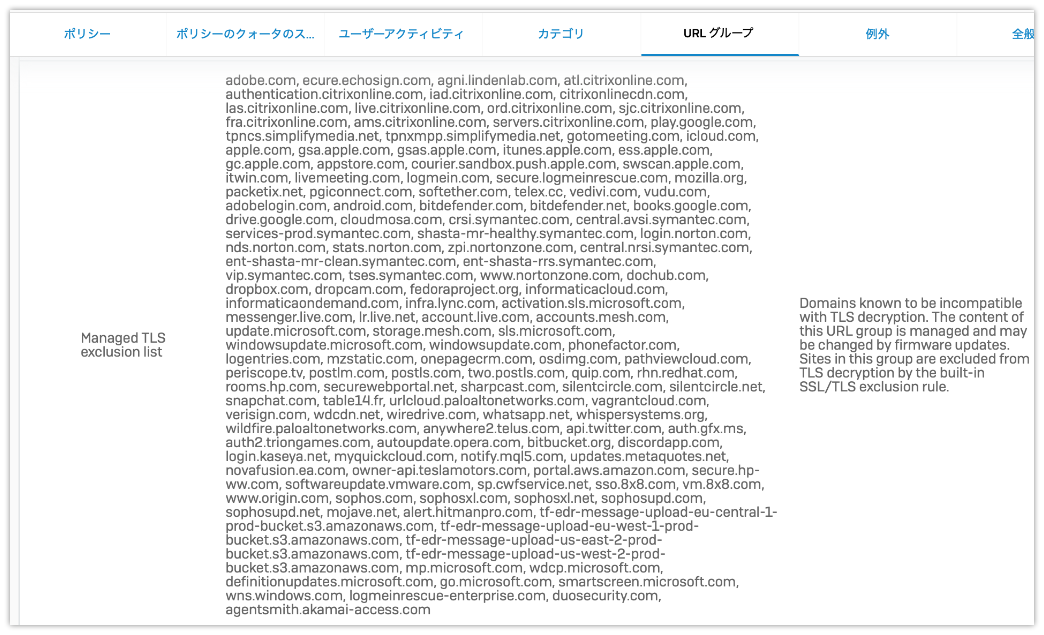 ポリシー
ポリシーのクォータのス...
ユーザーアクティビティ
カテゴリ
URL グループ
例外
全般
Managed TLS
exclusion list
adobe.com, ecure.echosign.com, agni.lindenlab.com, atl.citrixonline.com,
authentication.citrixonline.com, iad.citrixonline.com, citrixonlinecdn.com,
las.citrixonline.com, live.citrixonline.com, ord.citrixonline.com, sjc.citrixonline.com,
fra.citrixonline.com, ams.citrixonline.com, servers.citrixonline.com, play.google.com,
tpncs.simplifymedia.net, tpnxmpp.simplifymedia.net, gotomeeting.com, icloud.com,
apple.com, gsa.apple.com, gsas.apple.com, itunes.apple.com, ess.apple.com,
gc.apple.com, appstore.com, courier.sandbox.push.apple.com, swscan.apple.com,
itwin.com, livemeeting.com, logmein.com, secure.logmeinrescue.com, mozilla.org,
packetix.net, pgiconnect.com, softether.com, telex.cc, vedivi.com, vudu.com,
adobelogin.com, android.com, bitdefender.com, bitdefender.net, books.google.com,
drive.google.com, cloudmosa.com, crsi.symantec.com, central.avsi.symantec.com,
services-prod.symantec.com, shasta-mr-healthy.symantec.com, login.norton.com,
nds.norton.com, stats.norton.com, zpi.nortonzone.com, central.nrsi.symantec.com,
ent-shasta-mr-clean.symantec.com, ent-shasta-rrs.symantec.com,
vip.symantec.com, tses.symantec.com, www.nortonzone.com, dochub.com,
dropbox.com, dropcam.com, fedoraproject.org, informaticacloud.com,
informaticaondemand.com, infra.lync.com, activation.sls.microsoft.com,
messenger.live.com, lr.live.net, account.live.com, accounts.mesh.com,
update.microsoft.com, storage.mesh.com, sls.microsoft.com,
windowsupdate.microsoft.com, windowsupdate.com, phonefactor.com,
logentries.com, mzstatic.com, onepagecrm.com, osdimg.com, pathviewcloud.com,
periscope.tv, postlm.com, postls.com, two.postls.com, quip.com, rhn.redhat.com,
rooms.hp.com, securewebportal.net, sharpcast.com, silentcircle.com, silentcircle.net,
snapchat.com, table14.fr, urlcloud.paloaltonetworks.com, vagrantcloud.com,
verisign.com, wdcdn.net, wiredrive.com, whatsapp.net, whispersystems.org,
wildfire.paloaltonetworks.com, anywhere2.telus.com, api.twitter.com, auth.gfx.ms,
auth2.triongames.com, autoupdate.opera.com, bitbucket.org, discordapp.com,
login.kaseya.net, myquickcloud.com, notify.mql5.com, updates.metaquotes.net,
novafusion.ea.com, owner-api.teslamotors.com, portal.aws.amazon.com, secure.hp-
ww.com, softwareupdate.vmware.com, sp.cwfservice.net, sso.8x8.com, vm.8x8.com,
www.origin.com, sophos.com, sophosxl.com, sophosxl.net, sophosupd.com,
sophosupd.net, mojave.net, alert.hitmanpro.com, tf-edr-message-upload-eu-central-1-
prod-bucket.s3.amazonaws.com, tf-edr-message-upload-eu-west-1-prod-
bucket.s3.amazonaws.com, tf-edr-message-upload-us-east-2-prod-
bucket.s3.amazonaws.com, tf-edr-message-upload-us-west-2-prod-
bucket.s3.amazonaws.com, mp.microsoft.com, wdcp.microsoft.com,
definitionupdates.microsoft.com, go.microsoft.com, smartscreen.microsoft.com,
wns.windows.com, logmeinrescue-enterprise.com, duosecurity.com,
agentsmith.akamai-access.com
Domains known to be incompatible
with TLS decryption. The content of
this URL group is managed and may
be changed by firmware updates.
Sites in this group are excluded from
TLS decryption by the built-in
SSL/TLS exclusion rule.